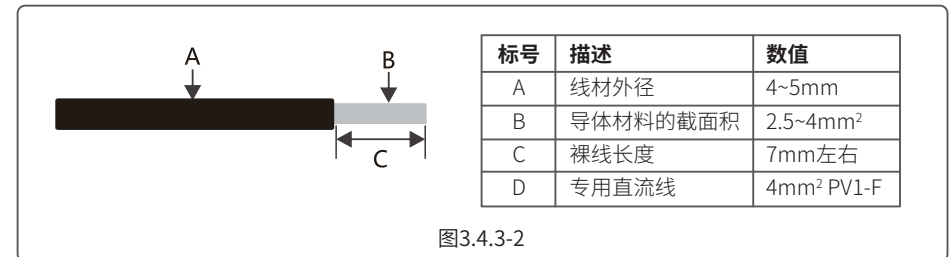 A
B
C
标号 描述 数值
A 线材外径 4~5mm
B 导体材料的截面积 2.5~4mm²
C 裸线长度 7mm左右
D 专用直流线 4mm² PV1-F
图3.4.3-2